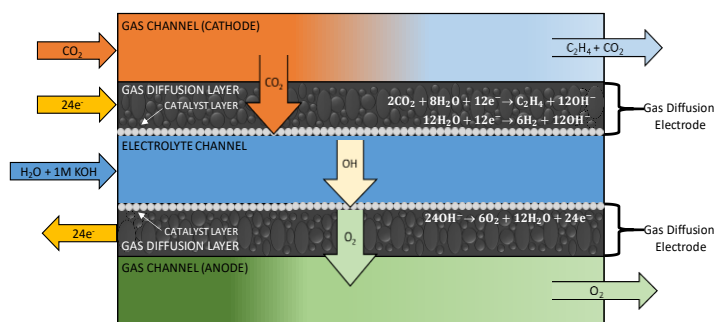 GAS CHANNEL (CATHODE)
CO₂
C₂H₄ + CO₂
CO₂
GAS DIFFUSION LAYER
24e⁻
CATALYST LAYER
2CO₂ + 8H₂O + 12e⁻→ C₂H₄ + 12OH⁻
12H₂O + 12e⁻→ 6H₂ + 12OH⁻
Gas Diffusion
Electrode
ELECTROLYTE CHANNEL
H₂O + 1M KOH
OH
24OH⁻→ 6O₂ + 12H₂O + 24e⁻
24e⁻
CATALYST LAYER
GAS DIFFUSION LAYER
O₂
Gas Diffusion
Electrode
GAS CHANNEL (ANODE)
O₂